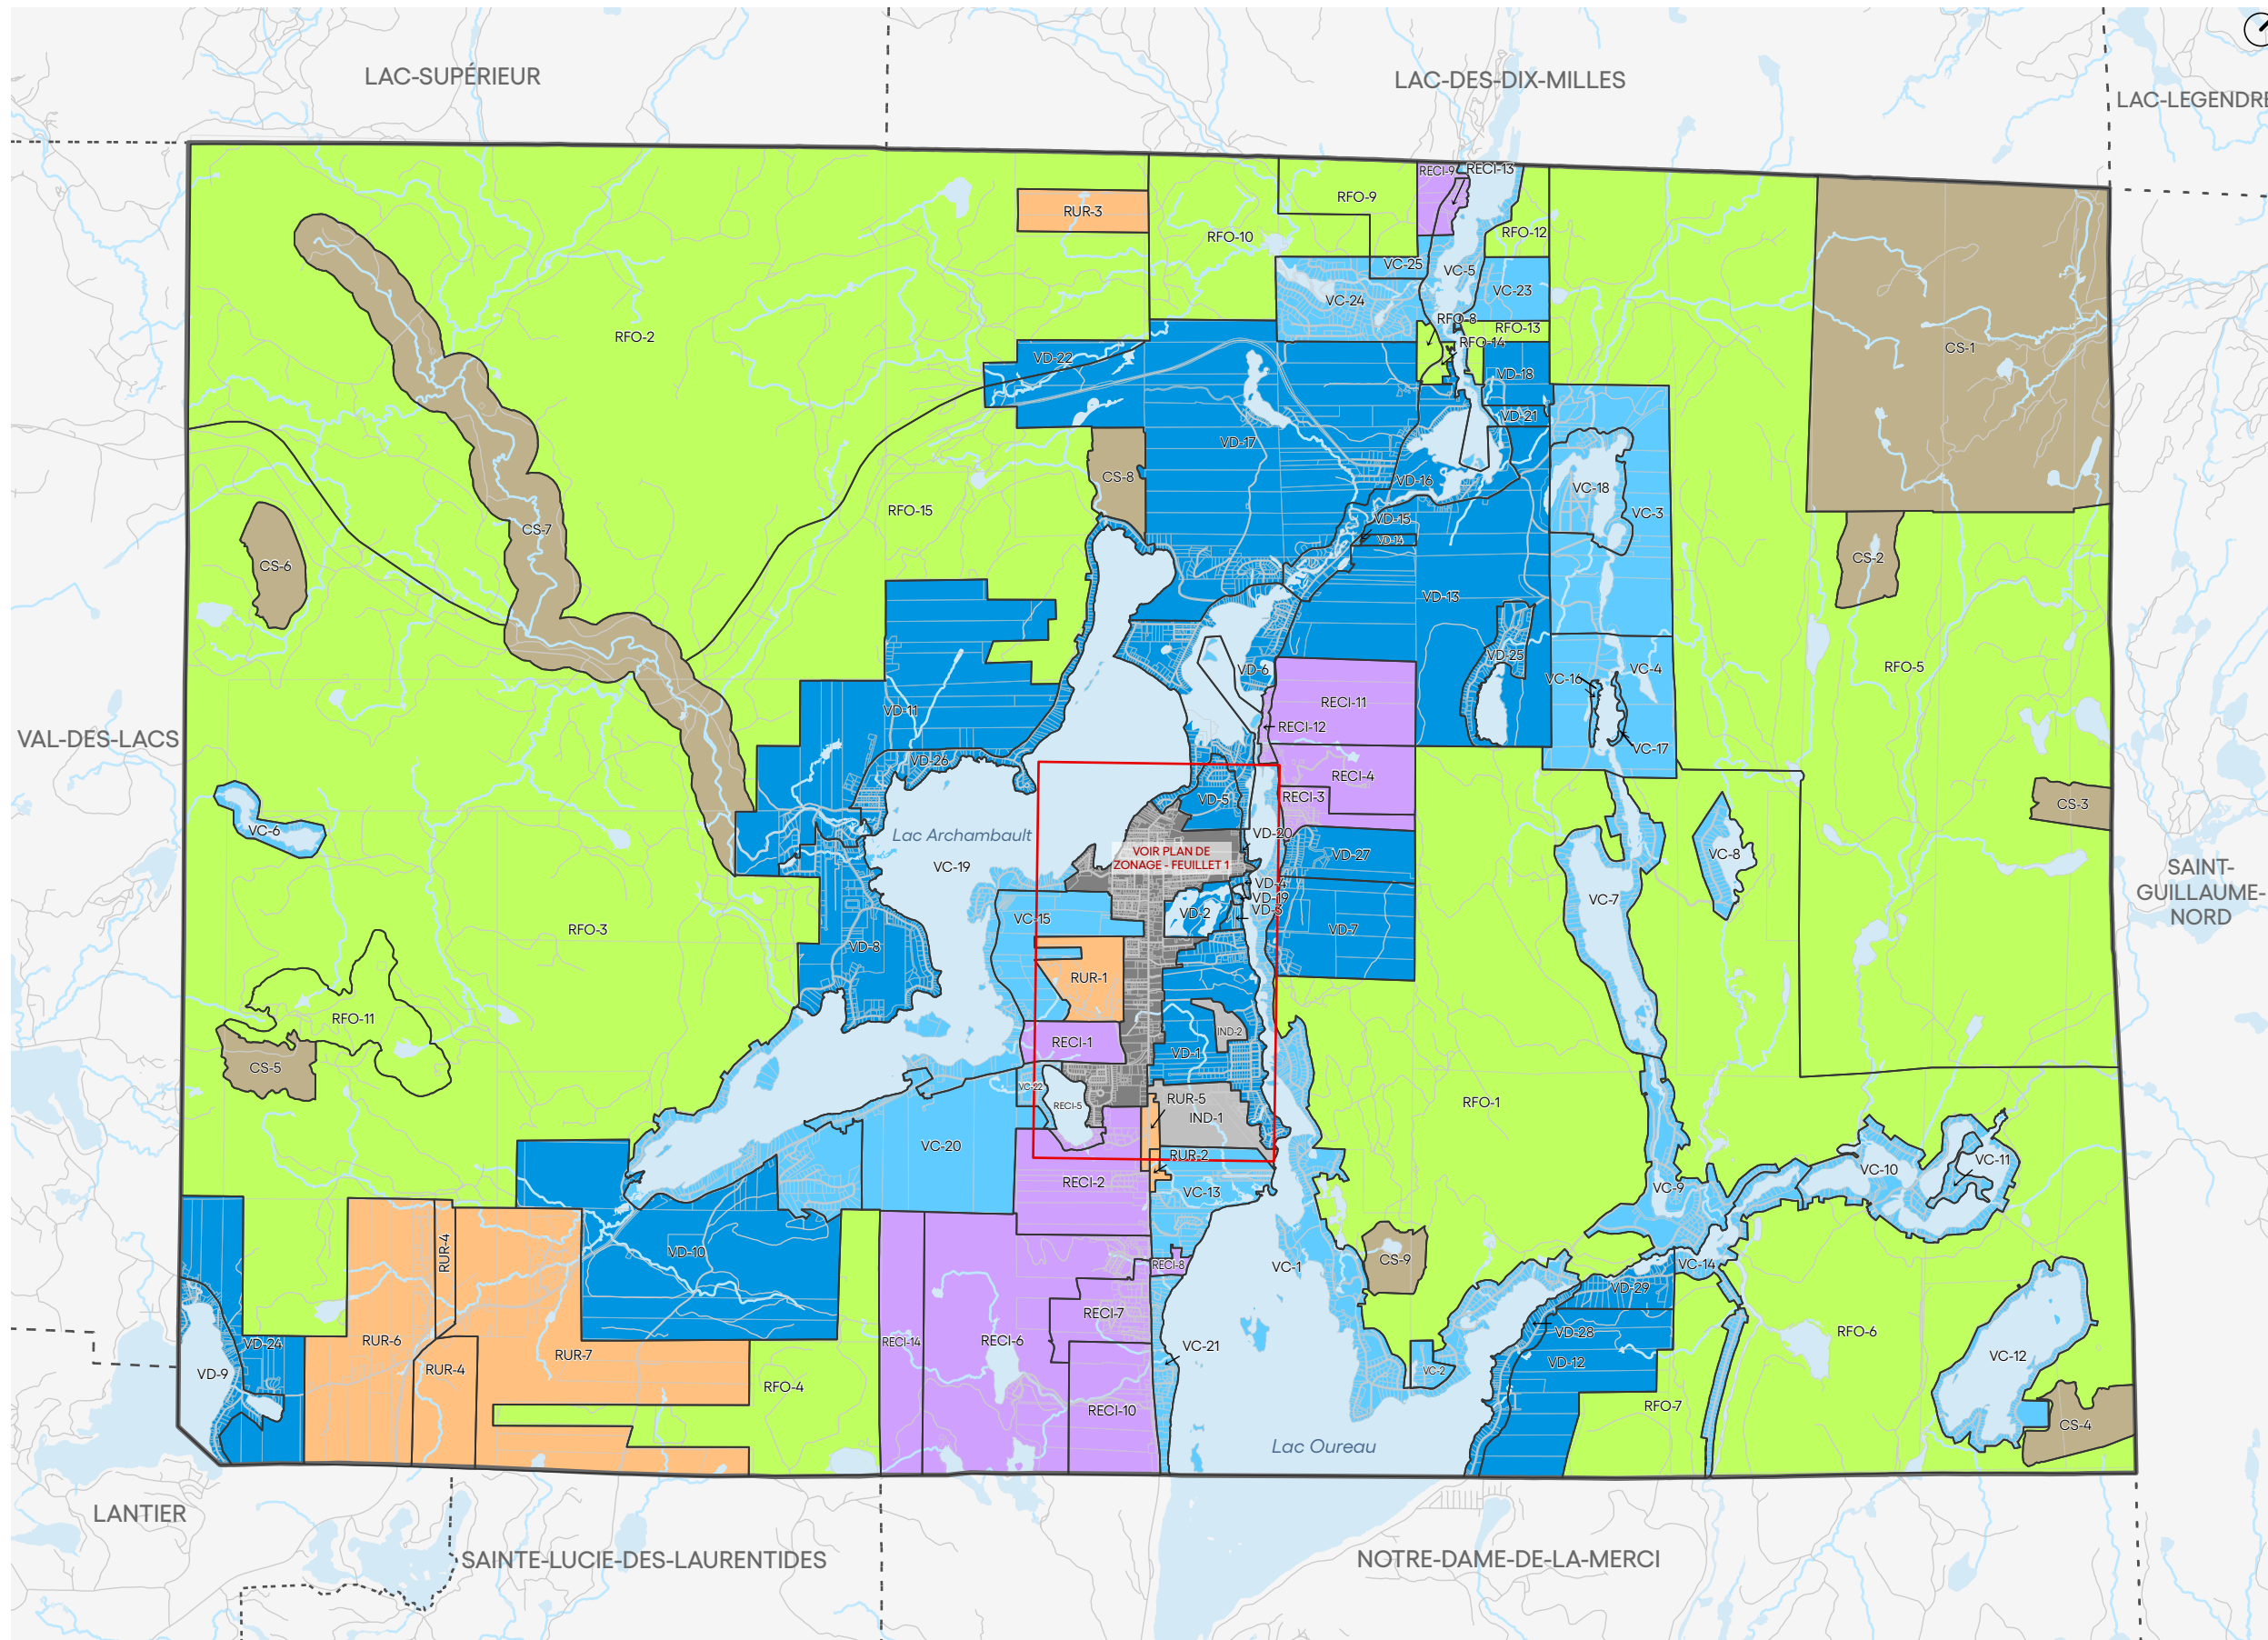 LAC-SUPÉRIEUR
LAC-DES-DIX-MILLES
LAC-LEGENDRE
RECI-9
RECI-13
RFO-9
RUR-3
RFO-10
RFO-12
VC-25
VC-5
VC-24
VC-23
RFO-8
RFO-13
RFO-2
RFO-14
CS-1
VD-22
VD-18
VD-21
VD-17
CS-8
VD-16
VC-18
RFO-15
VC-3
VD-15
CS-7
VD-14
CS-6
CS-2
VD-13
VD-25
VD-6
VC-4
RFO-5
VC-16
RECI-11
VD-11
RECI-12
VAL-DES-LACS
VC-17
VD-26
RECI-4
RECI-3
VD-5
CS-3
VC-6
Lac Archambault
VD-20
VOIR PLAN DE
ZONAGE - FEUILLET 1
VD-27
VC-8
VC-19
SAINT-
GUILLAUME-
NORD
VD-4
VD-19
VD-3
VC-7
VC-15
VD-2
RFO-3
VD-7
VD-8
RUR-1
RFO-11
IND-2
RECI-1
VD-1
CS-5
VC-22
RUR-5
RECI-5
RFO-1
IND-1
VC-20
RUR-2
VC-11
VC-10
RECI-2
VC-13
VC-9
RUR-4
VD-10
CS-9
RECI-8
VC-1
VC-14
VD-29
RECI-7
RFO-6
VD-28
RUR-6
VD-24
RECI-14
RECI-6
VC-21
RUR-7
VC-12
VD-12
RUR-4
VC-2
VD-9
RFO-4
RFO-7
RECI-10
CS-4
Lac Oureau
LANTIER
SAINTE-LUCIE-DES-LAURENTIDES
NOTRE-DAME-DE-LA-MERCI